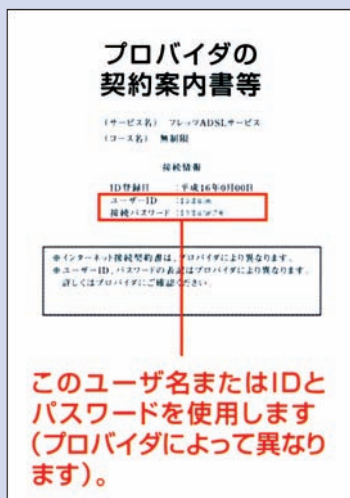 プロバイダの
契約案内書等
（サービス名） フレッツADSLサービス
（コース名） 無制限
接続情報
ID登録日 ：平成16年0月00日
ユーザーID ：
接続パスワード ：
※インターネット接続契約書は、プロバイダにより異なります。
※ユーザーID、パスワードの表記はプロバイダにより異なります。
詳しくはプロバイダにご確認ください。
このユーザ名またはIDと
パスワードを使用します
（プロバイダによって異なり
ます）。